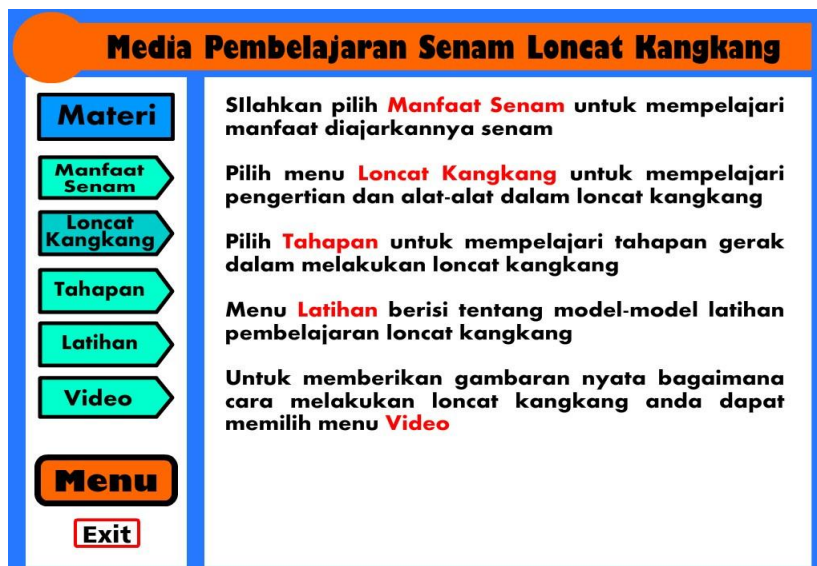 Media Pembelajaran Senam Loncat Kangkang
Materi
Manfaat
Senam
Loncat
Kangkang
Tahapan
Latihan
Video
Menu
Exit
SIlahkan pilih Manfaat Senam untuk mempelajari
manfaat diajarkannya senam
Pilih menu Loncat Kangkang untuk mempelajari
pengertian dan alat-alat dalam loncat kangkang
Pilih Tahapan untuk mempelajari tahapan gerak
dalam melakukan loncat kangkang
Menu Latihan berisi tentang model-model latihan
pembelajaran loncat kangkang
Untuk memberikan gambaran nyata bagaimana
cara melakukan loncat kangkang anda dapat
memilih menu Video